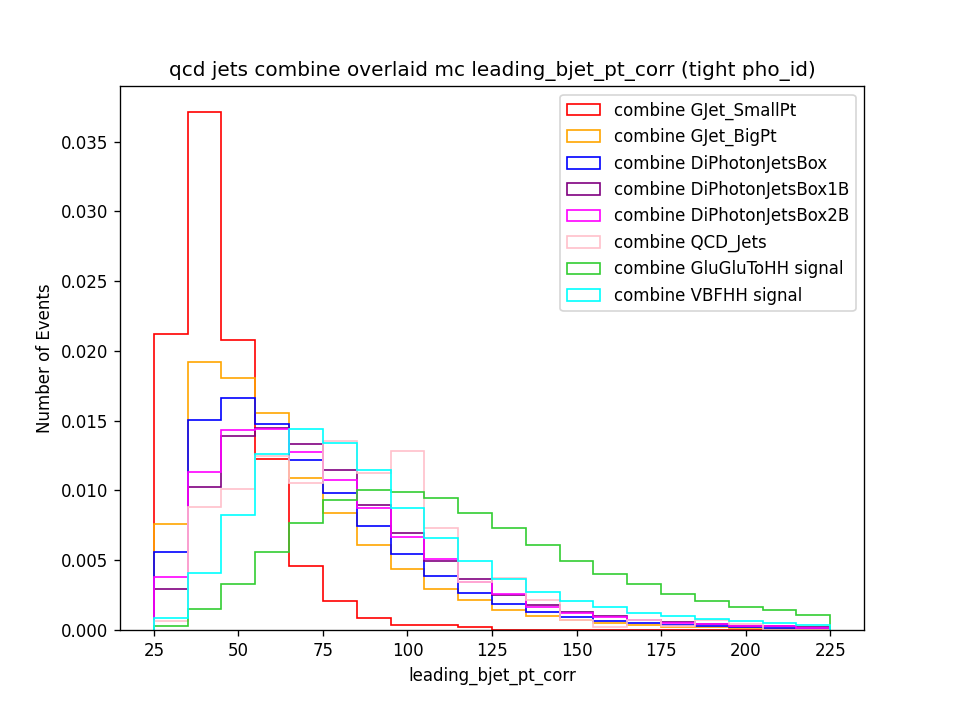 qcd jets combine overlaid mc leading_bjet_pt_corr (tight pho_id)
combine GJet_SmallPt
combine GJet_BigPt
combine DiPhotonJetsBox
combine DiPhotonJetsBox1B
combine DiPhotonJetsBox2B
combine QCD_Jets
combine GluGluToHH signal
combine VBFHH signal
Number of Events
0.035
0.030
0.025
0.020
0.015
0.010
0.005
0.000
25 50 75 100 125 150 175 200 225
leading_bjet_pt_corr